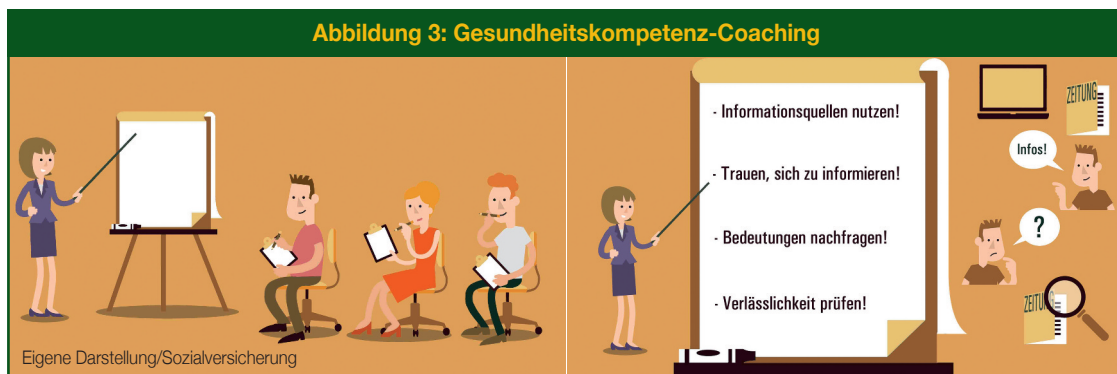 Abbildung 3: Gesundheitskompetenz-Coaching
- Informationsquellen nutzen!
- Trauen, sich zu informieren!
- Bedeutungen nachfragen!
- Verlässlichkeit prüfen!
ZEITUNG
Infos!
?
ZEITUNG
Eigene Darstellung/Sozialversicherung